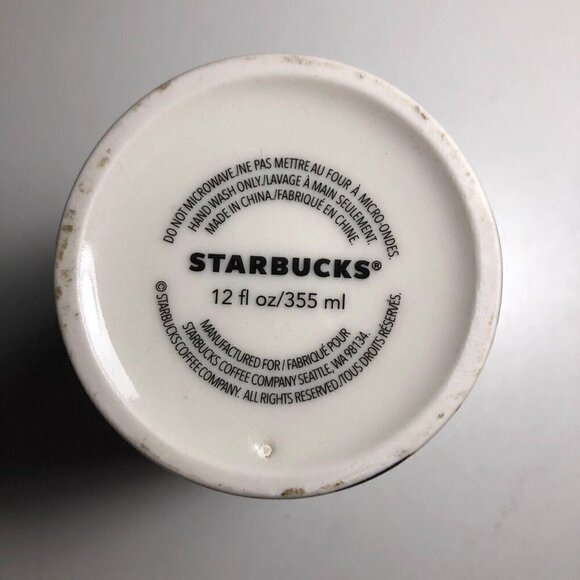 DO NOT MICROWAVE./NE PAS METTRE AU FOUR À MICRO-ONDES.
HAND WASH ONLY./LAVAGE À MAIN SEULEMENT.
MADE IN CHINA./FABRIQUÉ EN CHINE.
STARBUCKS®
12 fl oz/355 ml
MANUFACTURED FOR / FABRIQUÉ POUR
STARBUCKS COFFEE COMPANY SEATTLE, WA 98134.
© STARBUCKS COFFEE COMPANY. ALL RIGHTS RESERVED./TOUS DROITS RÉSERVÉS.